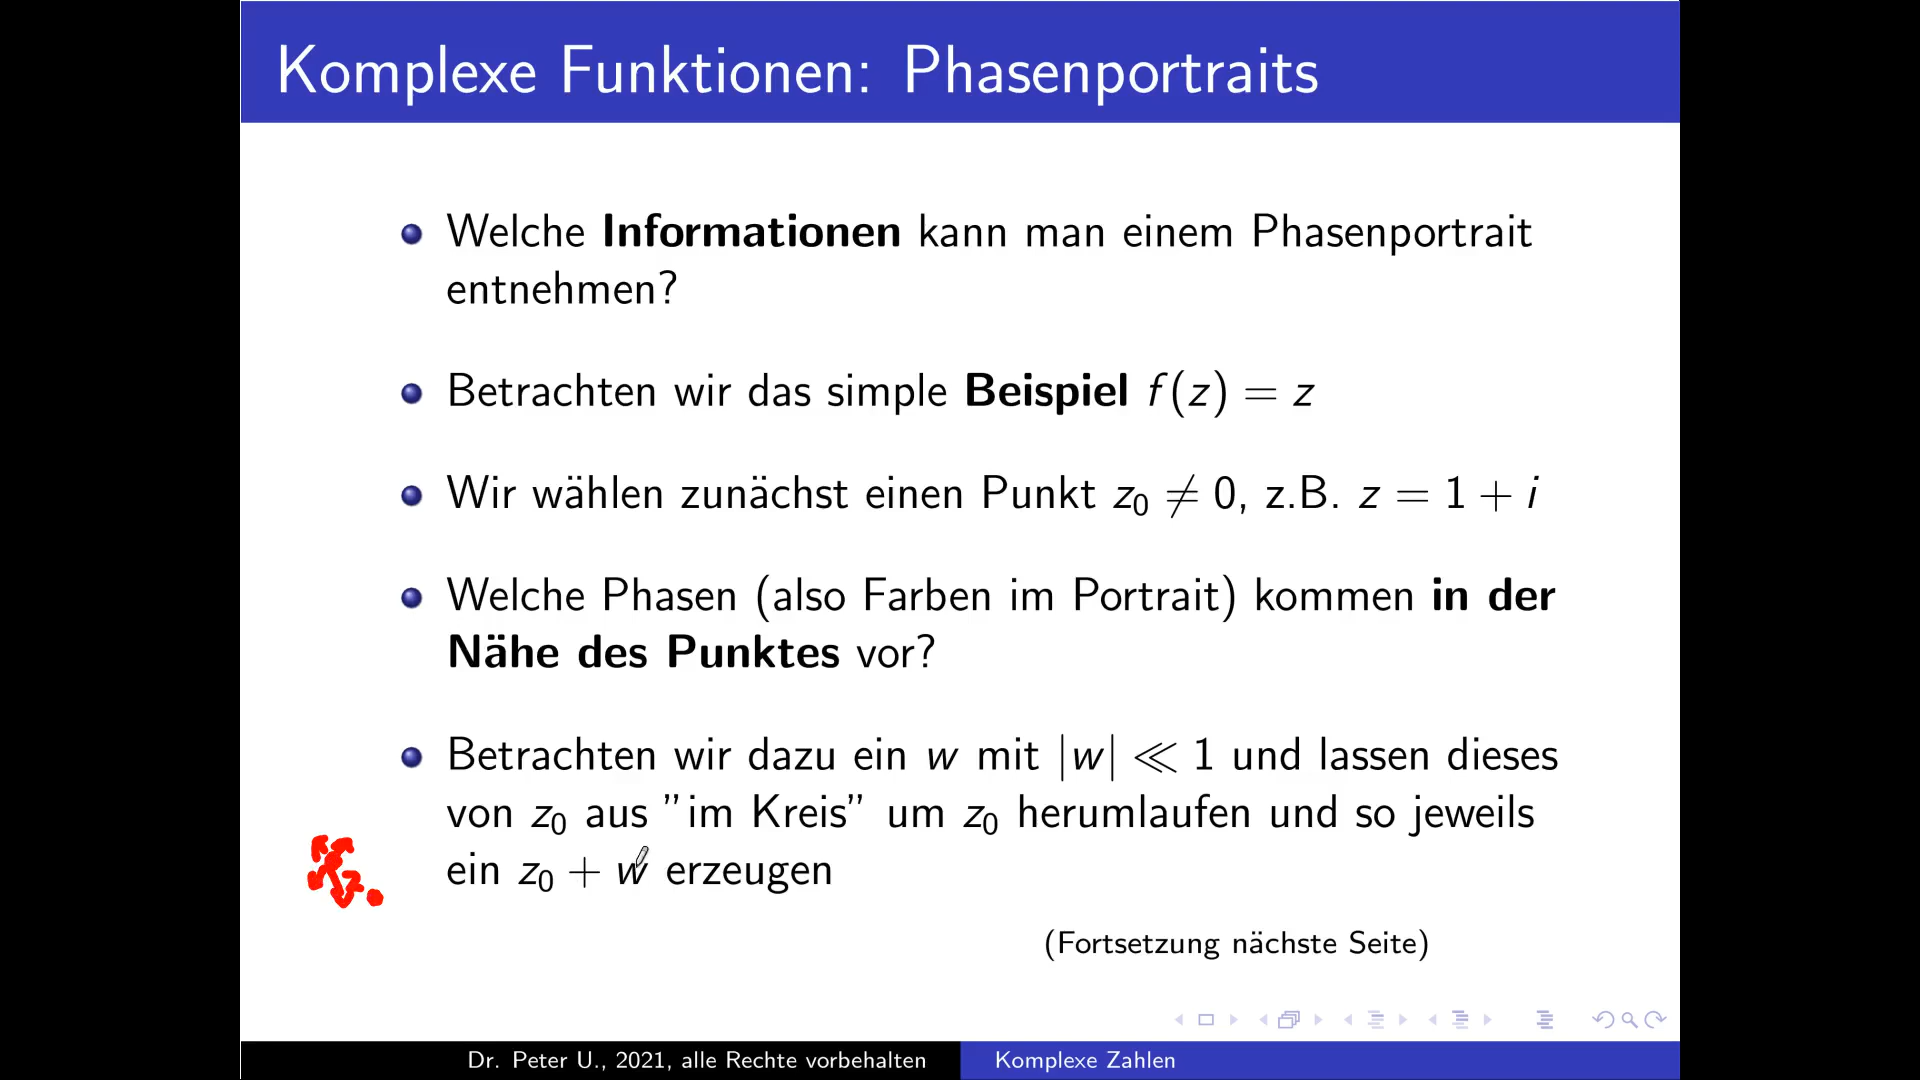 Komplexe Funktionen: Phasenportraits
Welche Informationen kann man einem Phasenportrait
entnehmen?
Betrachten wir das simple Beispiel f(z) = z
Wir wählen zunächst einen Punkt z₀ ≠ 0, z.B. z = 1 + i
Welche Phasen (also Farben im Portrait) kommen in der
Nähe des Punktes vor?
Betrachten wir dazu ein w mit |w| ≪ 1 und lassen dieses
von z₀ aus ”im Kreis” um z₀ herumlaufen und so jeweils
ein z₀ + w erzeugen
(Fortsetzung nächste Seite)
Dr. Peter U., 2021, alle Rechte vorbehalten
Komplexe Zahlen